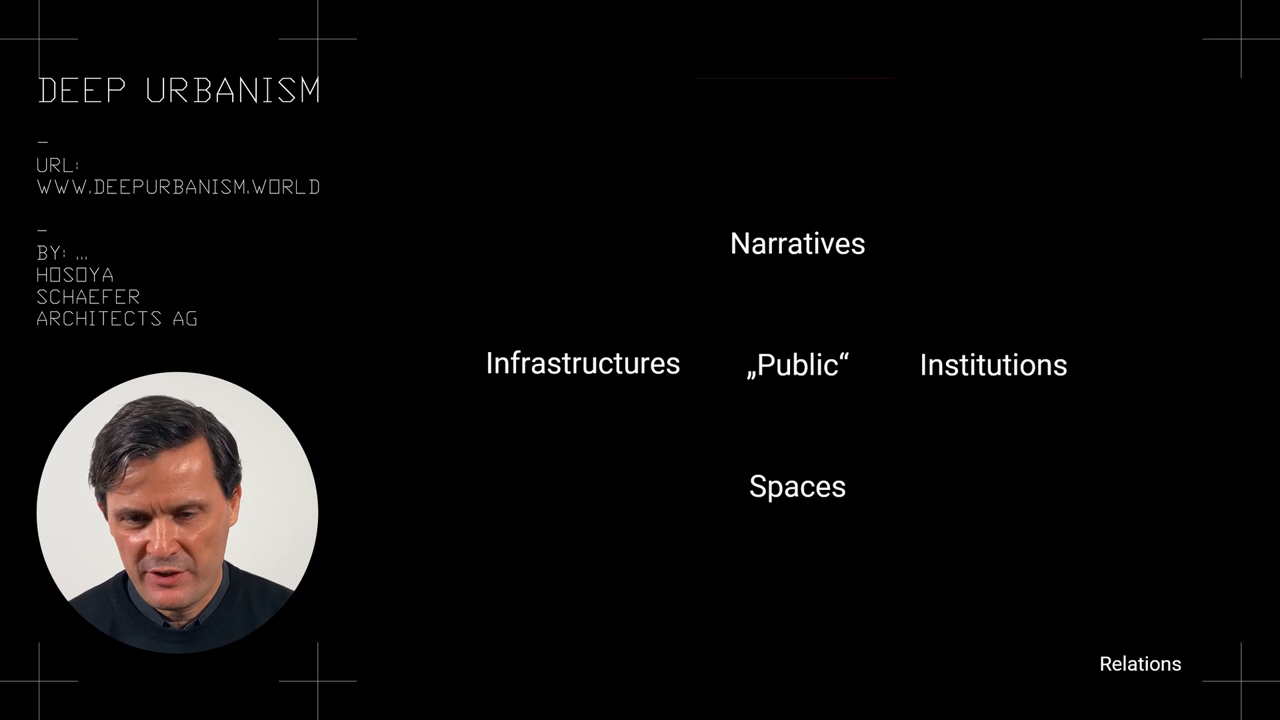 DEEP URBANISM
–
URL:
WWW.DEEPURBANISM.WORLD
–
BY: ...
HOSOYA
SCHAEFER
ARCHITECTS AG
Narratives
Infrastructures „Public“ Institutions
Spaces
Relations